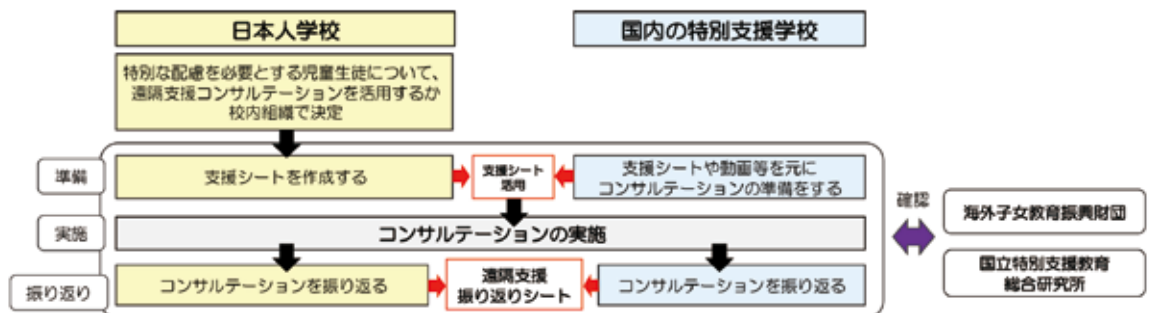 日本人学校
国内の特別支援学校
特別な配慮を必要とする児童生徒について、
遠隔支援コンサルテーションを活用するか
校内組織で決定
準備
支援シートを作成する
支援シート
活用
支援シートや動画等を元に
コンサルテーションの準備をする
確認
海外子女教育振興財団
国立特別支援教育
総合研究所
実施
コンサルテーションの実施
振り返り
コンサルテーションを振り返る
遠隔支援
振り返りシート
コンサルテーションを振り返る